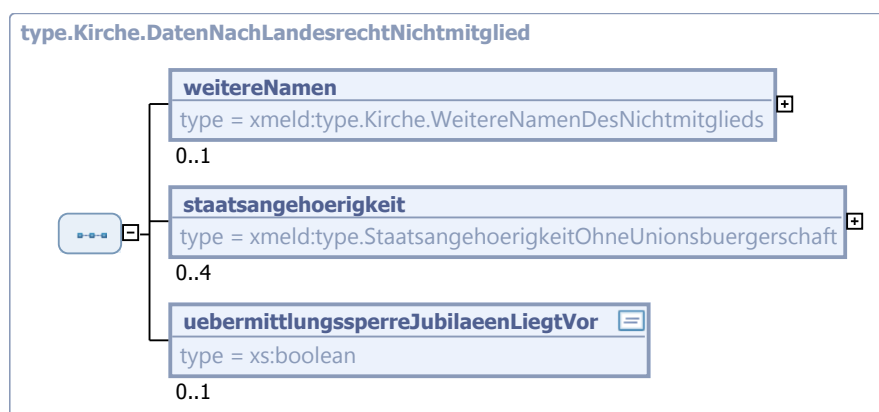 type.Kirche.DatenNachLandesrechtNichtmitglied
weitereNamen
type = xmeld:type.Kirche.WeitereNamenDesNichtmitglieds
0..1
staatsangehoerigkeit
type = xmeld:type.StaatsangehoerigkeitOhneUnionsbuergerschaft
0..4
uebermittlungssperreJubilaeenLiegtVor
type = xs:boolean
0..1